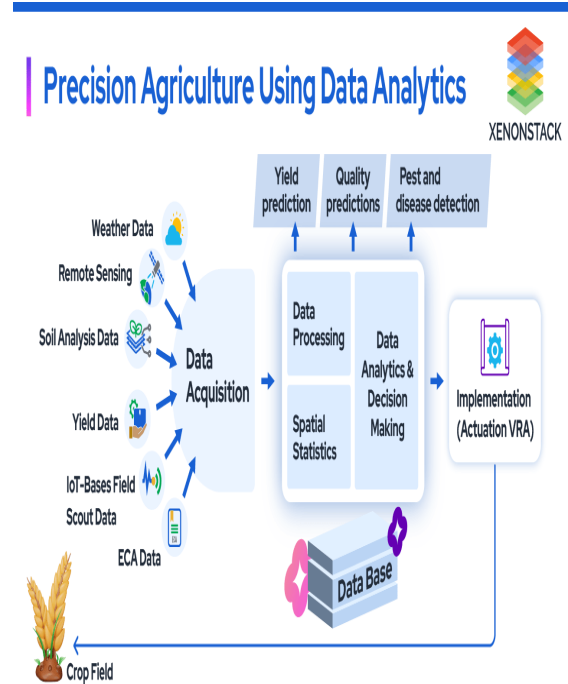 Precision Agriculture Using Data Analytics
XENONSTACK
Yield
prediction
Quality
predictions
Pest and
disease detection
Weather Data
Remote Sensing
Soil Analysis Data
Yield Data
IoT-Bases Field
Scout Data
ECA Data
ECA
Data
Acquisition
Data
Processing
Spatial
Statistics
Data
Analytics &
Decision
Making
Implementation
(Actuation VRA)
Data Base
Crop Field